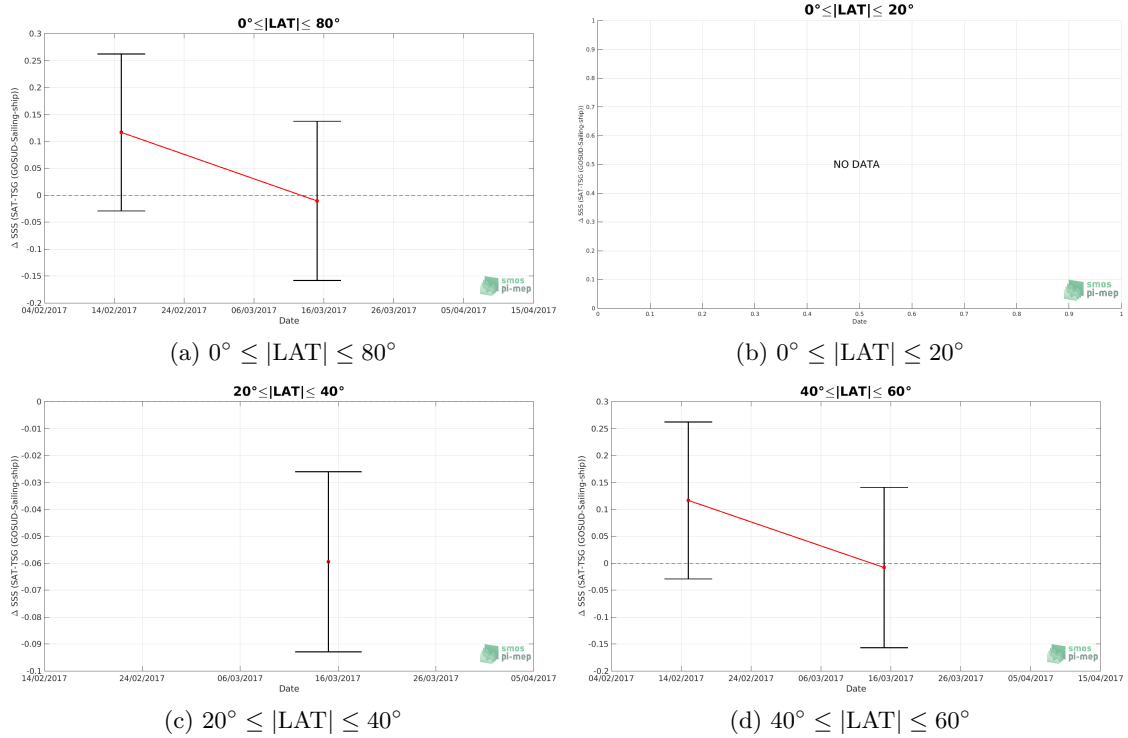 0°≤|LAT|≤ 80°
Δ SSS (SAT-TSG (GOSUD-Sailing-ship))
0.3
0.25
0.2
0.15
0.1
0.05
0
-0.05
-0.1
-0.15
-0.2
04/02/2017 14/02/2017 24/02/2017 06/03/2017 16/03/2017 26/03/2017 05/04/2017 15/04/2017
Date
smos
pi-mep
(a) 0° ≤ |LAT| ≤ 80°
0°≤|LAT|≤ 20°
Δ SSS (SAT-TSG (GOSUD-Sailing-ship))
1
0.9
0.8
0.7
0.6
0.5
0.4
0.3
0.2
0.1
0
NO DATA
0 0.1 0.2 0.3 0.4 0.5 0.6 0.7 0.8 0.9 1
Date
smos
pi-mep
(b) 0° ≤ |LAT| ≤ 20°
20°≤|LAT|≤ 40°
Δ SSS (SAT-TSG (GOSUD-Sailing-ship))
0
-0.01
-0.02
-0.03
-0.04
-0.05
-0.06
-0.07
-0.08
-0.09
-0.1
14/02/2017 24/02/2017 06/03/2017 16/03/2017 26/03/2017 05/04/2017
Date
smos
pi-mep
(c) 20° ≤ |LAT| ≤ 40°
40°≤|LAT|≤ 60°
Δ SSS (SAT-TSG (GOSUD-Sailing-ship))
0.3
0.25
0.2
0.15
0.1
0.05
0
-0.05
-0.1
-0.15
-0.2
04/02/2017 14/02/2017 24/02/2017 06/03/2017 16/03/2017 26/03/2017 05/04/2017 15/04/2017
Date
smos
pi-mep
(d) 40° ≤ |LAT| ≤ 60°